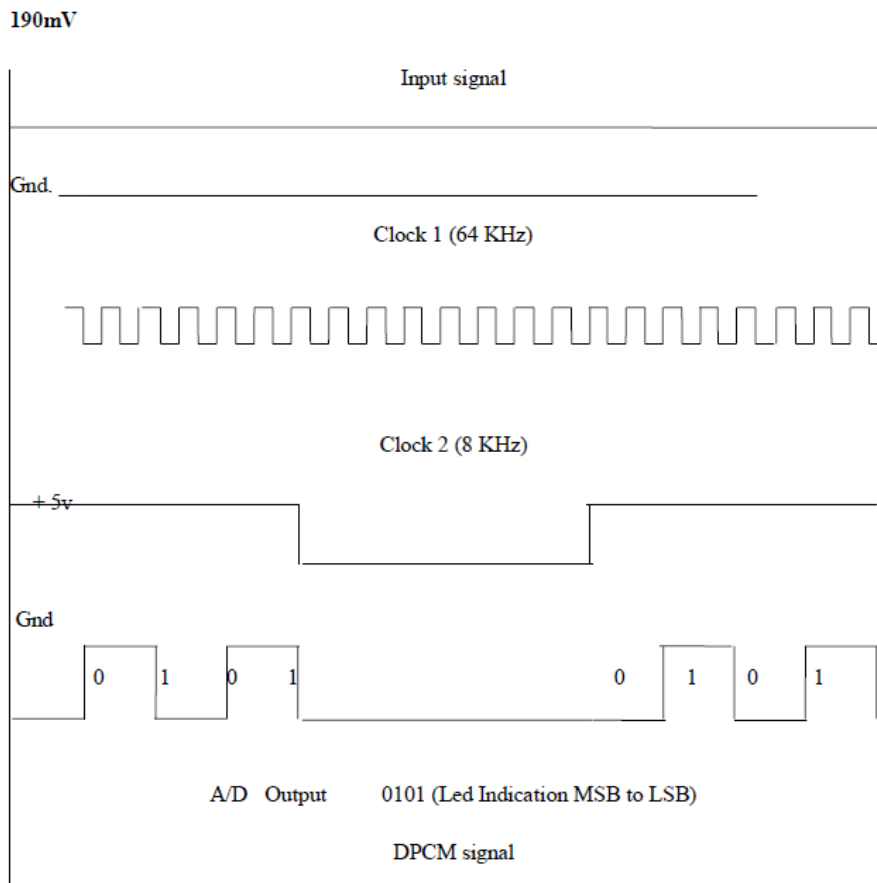 190mV
Input signal
Gnd.
Clock 1 (64 KHz)
Clock 2 (8 KHz)
+ 5v
Gnd
0 1 0 1 0 1 0 1
A/D Output 0101 (Led Indication MSB to LSB)
DPCM signal